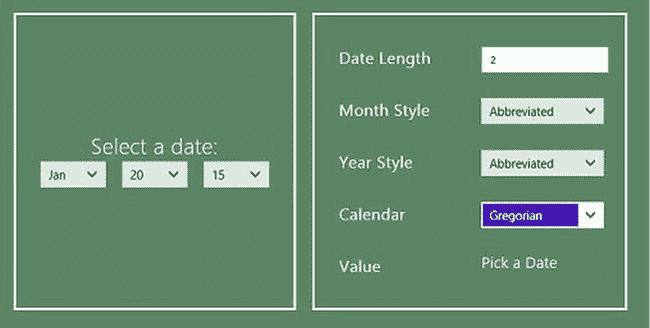 Select a date:
Jan 20 15
Date Length 2
Month Style Abbreviated
Year Style Abbreviated
Calendar Gregorian
Value Pick a Date